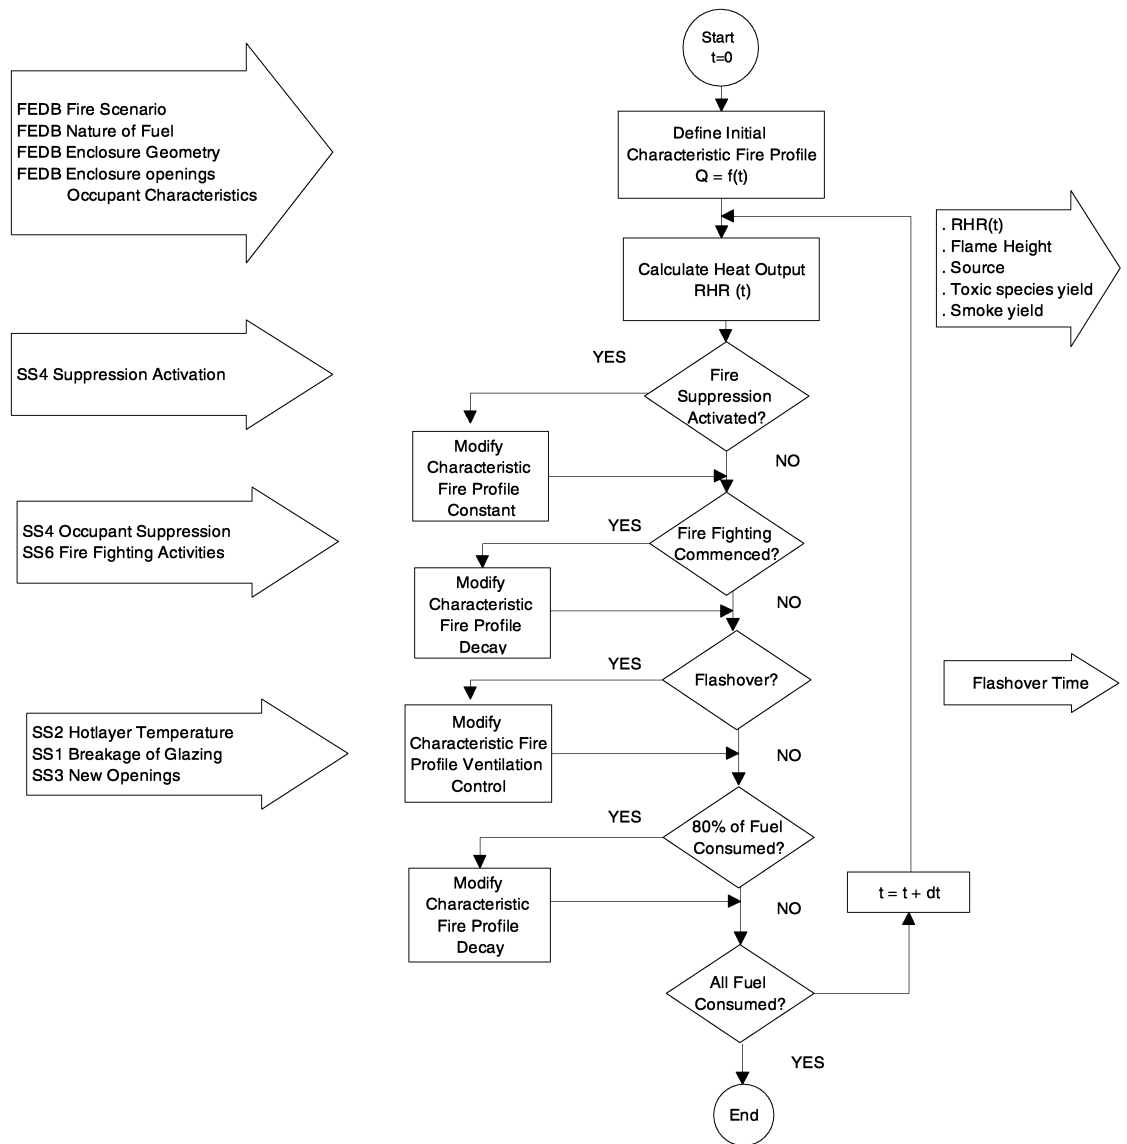 Start
t=0
FEDB Fire Scenario
FEDB Nature of Fuel
FEDB Enclosure Geometry
FEDB Enclosure openings
Occupant Characteristics
Define Initial
Characteristic Fire Profile
Q = f(t)
. RHR(t)
. Flame Height
. Source
. Toxic species yield
. Smoke yield
Calculate Heat Output
RHR (t)
SS4 Suppression Activation
YES
Fire
Suppression
Activated?
NO
Modify
Characteristic
Fire Profile
Constant
SS4 Occupant Suppression
SS6 Fire Fighting Activities
YES
Fire Fighting
Commenced?
NO
Modify
Characteristic
Fire Profile
Decay
YES
Flashover?
NO
Flashover Time
SS2 Hotlayer Temperature
SS1 Breakage of Glazing
SS3 New Openings
Modify
Characteristic Fire
Profile Ventilation
Control
YES
80% of Fuel
Consumed?
NO
Modify
Characteristic
Fire Profile
Decay
t = t + dt
All Fuel
Consumed?
YES
End